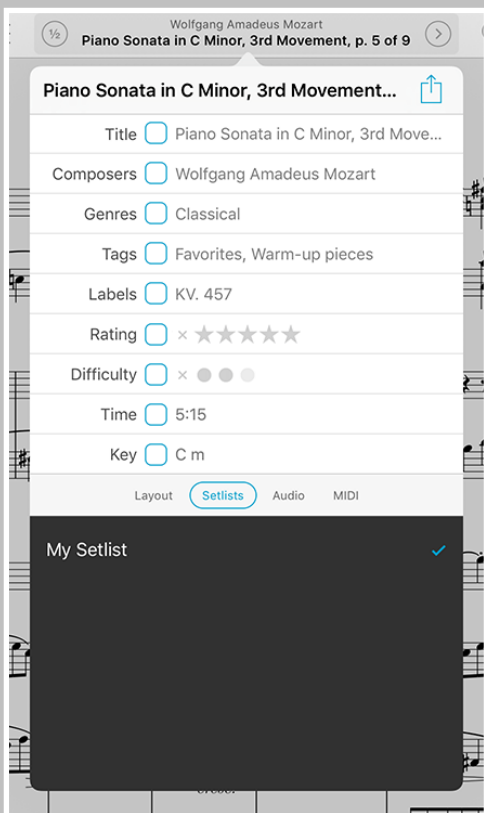 ½
Wolfgang Amadeus Mozart
Piano Sonata in C Minor, 3rd Movement, p. 5 of 9
Piano Sonata in C Minor, 3rd Movement...
Title Piano Sonata in C Minor, 3rd Move...
Composers Wolfgang Amadeus Mozart
Genres Classical
Tags Favorites, Warm-up pieces
Labels KV. 457
Rating × ★★★★★
Difficulty ×
Time 5:15
Key C m
Layout Setlists Audio MIDI
My Setlist
cresc.